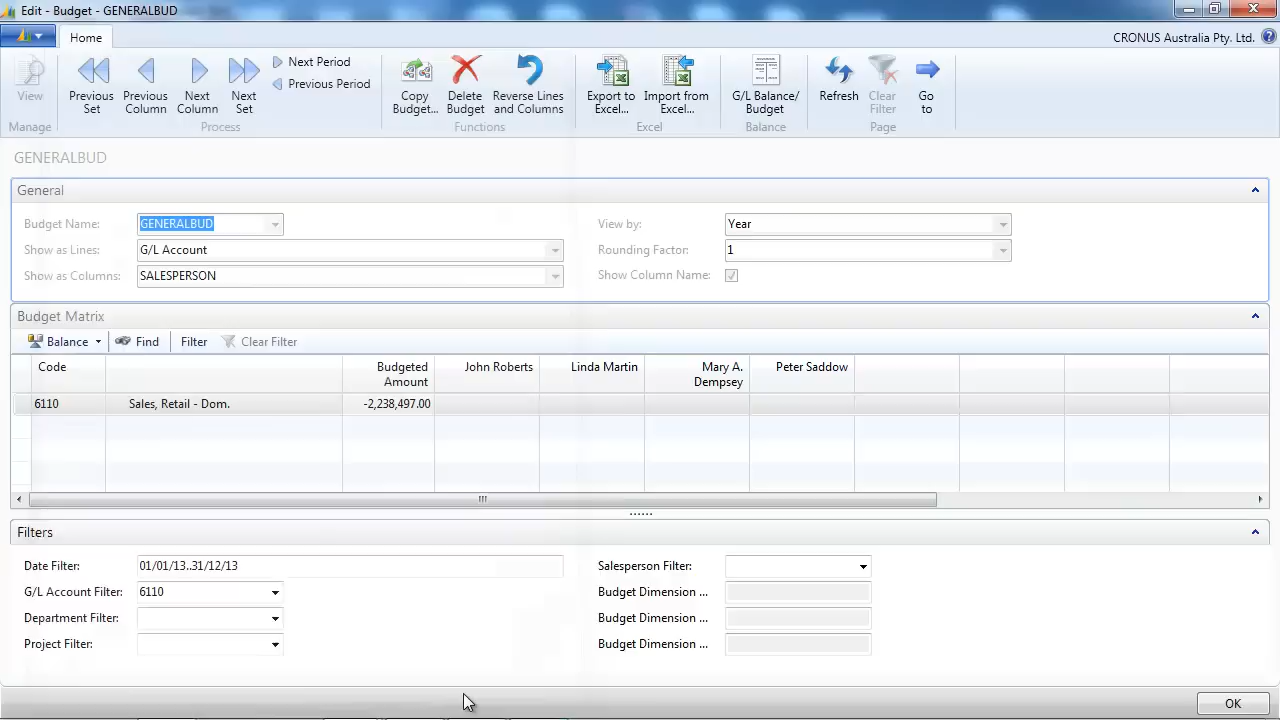 Edit - Budget - GENERALBUD
Home
CRONUS Australia Pty. Ltd.
View
Previous Set
Previous Column
Next Column
Next Set
Next Period
Previous Period
Copy Budget...
Delete Budget
Reverse Lines and Columns
Export to Excel...
Import from Excel...
G/L Balance/ Budget
Refresh
Clear Filter
Go to
Manage
Process
Functions
Excel
Balance
Page
GENERALBUD
General
Budget Name: GENERALBUD
View by: Year
Show as Lines: G/L Account
Rounding Factor: 1
Show as Columns: SALESPERSON
Show Column Name:
Budget Matrix
Balance Find Filter Clear Filter
Code Budgeted Amount John Roberts Linda Martin Mary A. Dempsey Peter Saddow
6110 Sales, Retail - Dom. -2,238,497.00
Filters
Date Filter: 01/01/13..31/12/13
Salesperson Filter:
G/L Account Filter: 6110
Budget Dimension ...
Department Filter:
Budget Dimension ...
Project Filter:
Budget Dimension ...
OK